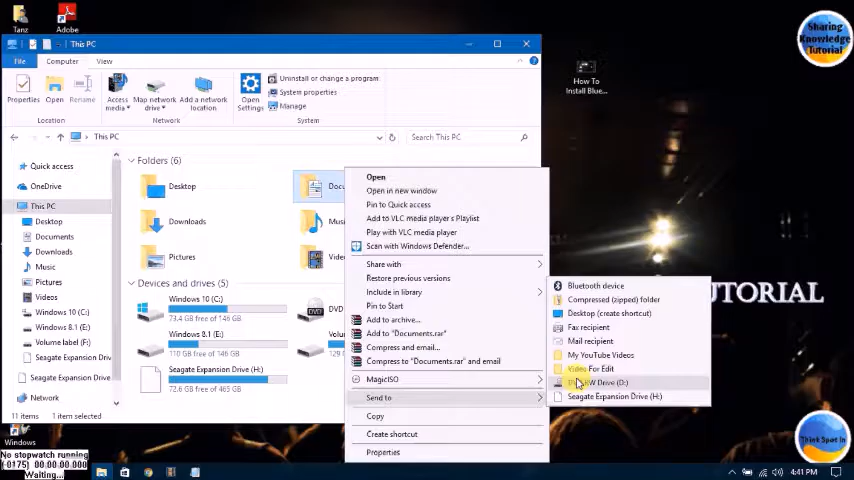 Tanz
Adobe
Sharing
Knowledge
Tutorial
How To
Install Blue...
This PC
File
Computer
View
Properties
Open
Rename
Access
media
Map network
drive
Add a network
location
Open
Settings
Uninstall or change a program
System properties
Manage
Location
Network
System
This PC
Search This PC
Quick access
OneDrive
This PC
Desktop
Documents
Downloads
Music
Pictures
Videos
Windows 10 (C:)
Windows 8.1 (E:)
Volume label (F:)
Seagate Expansion Driv
Seagate Expansion Drive
Network
Folders (6)
Desktop
Docu
Downloads
Musi
Pictures
Vide
Devices and drives (5)
Windows 10 (C:)
73.4 GB free of 146 GB
DVD
Windows 8.1 (E:)
110 GB free of 146 GB
Volu
Seagate Expansion Drive (H:)
72.6 GB free of 465 GB
11 items
1 item selected
Open
Open in new window
Pin to Quick access
Add to VLC media player's Playlist
Play with VLC media player
Scan with Windows Defender...
Share with
Restore previous versions
Include in library
Pin to Start
Add to archive...
Add to "Documents.rar"
Compress and email...
Compress to "Documents.rar" and email
MagicISO
Send to
Copy
Create shortcut
Properties
Bluetooth device
Compressed (zipped) folder
Desktop (create shortcut)
Fax recipient
Mail recipient
My YouTube Videos
Video For Edit
RW Drive (D:)
Seagate Expansion Drive (H:)
UTORIAL
Think Spot In
Windows
No stopwatch running
(-0175) 00:00:00.000
Waiting...
4:41 PM